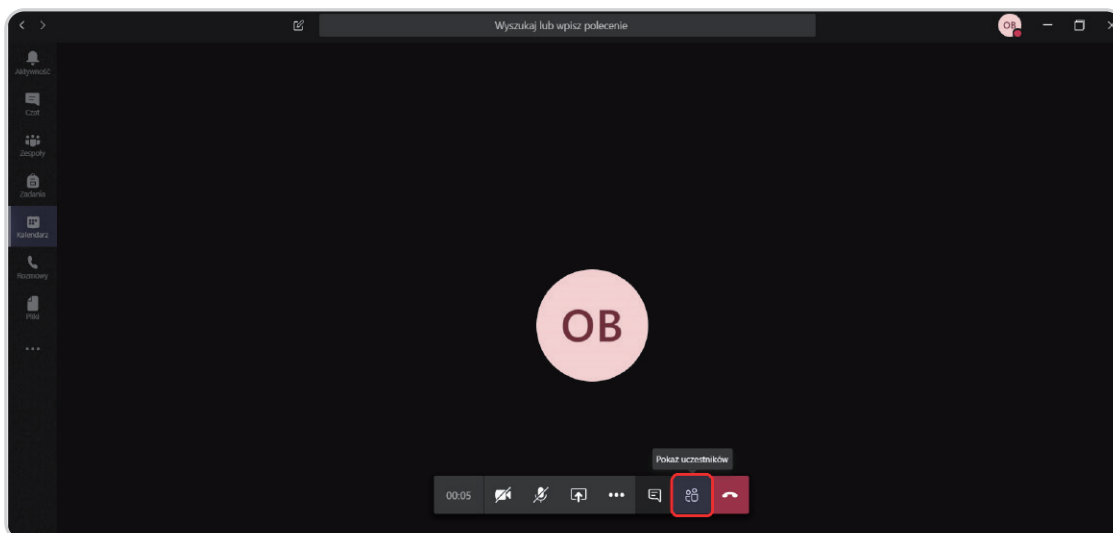 Wyszukaj lub wpisz polecenie
OB
Aktywność
Czat
Zespoły
Zadania
Kalendarz
Rozmowy
Pliki
OB
Pokaż uczestników
00:05